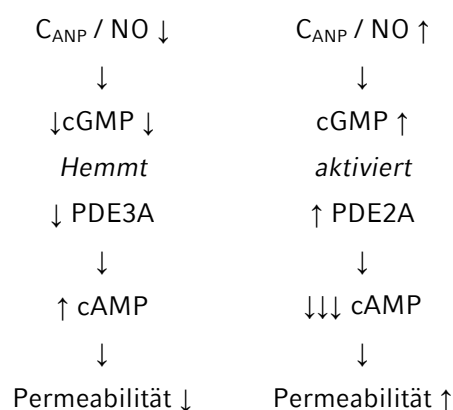 C_ANP / NO ↓ C_ANP / NO ↑
↓ ↓
↓cGMP ↓ cGMP ↑
Hemmt aktiviert
↓ PDE3A ↑ PDE2A
↓ ↓
↑ cAMP ↓↓↓ cAMP
↓ ↓
Permeabilität ↓ Permeabilität ↑